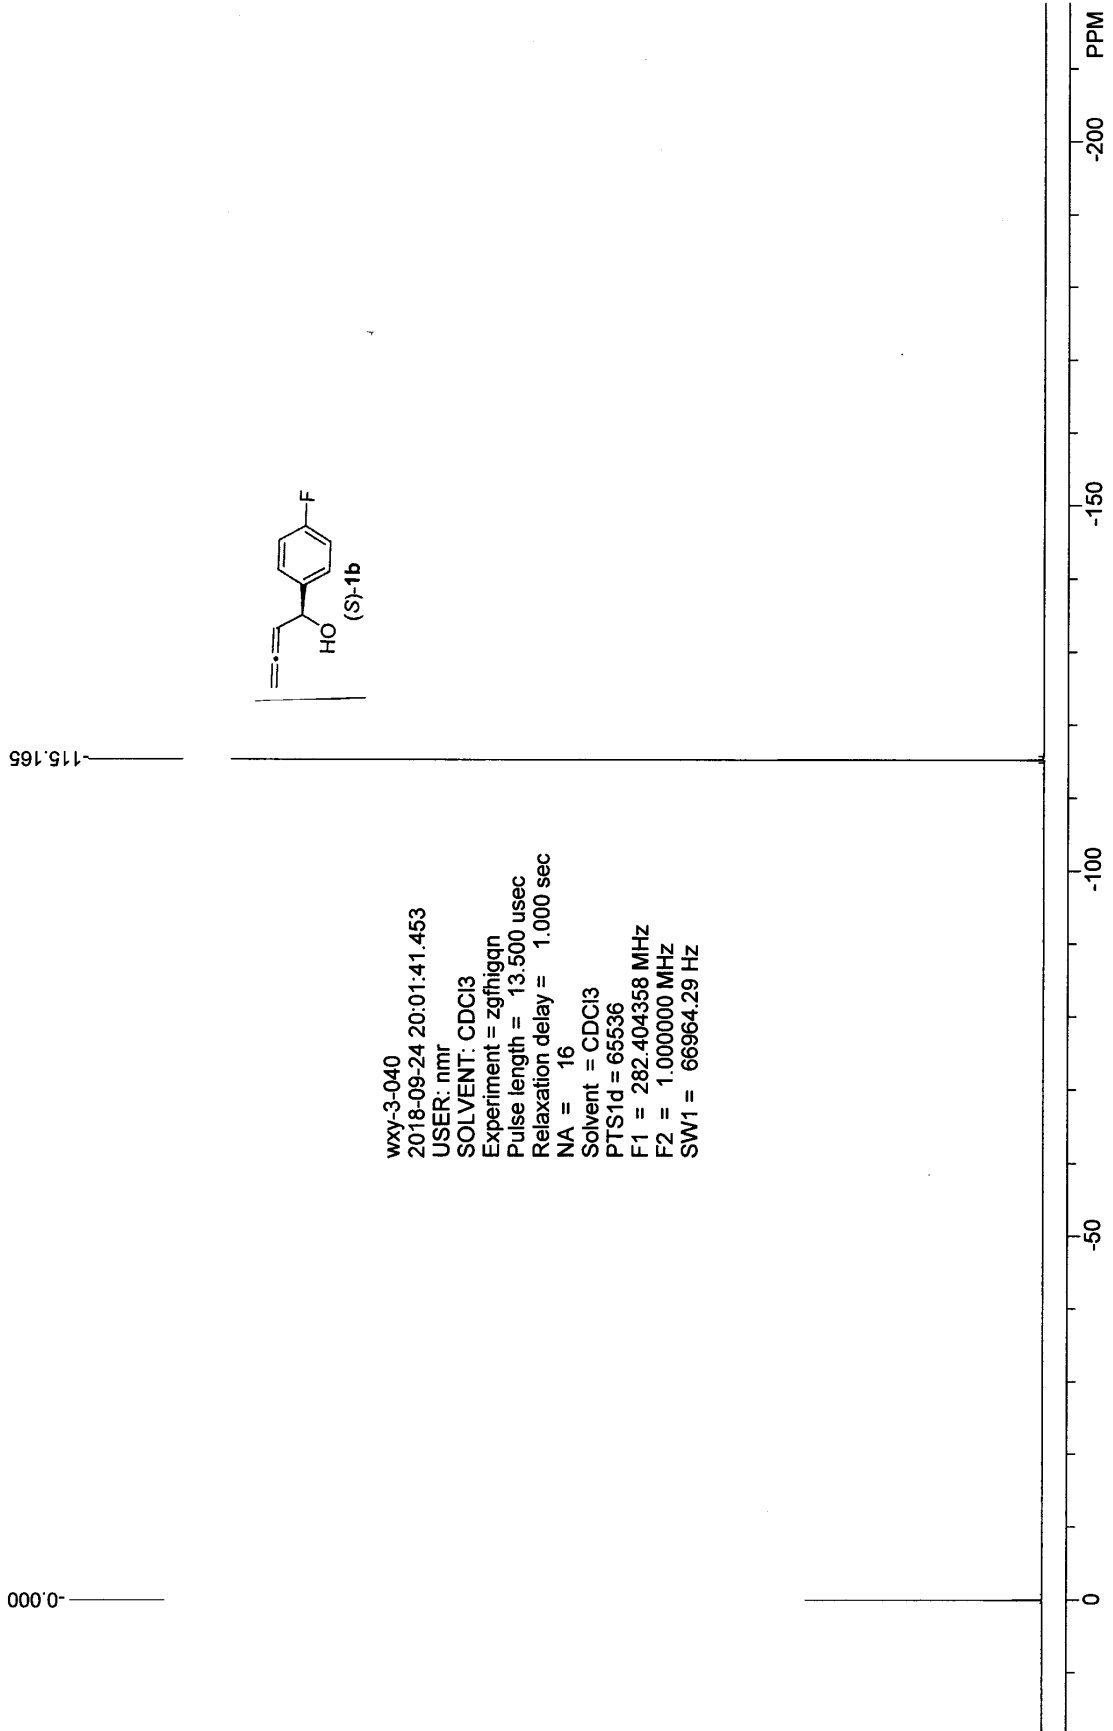 -0.000
-115.165
HO
F
(S)-1b
wxy-3-040
2018-09-24 20:01:41.453
USER: nmr
SOLVENT: CDCl3
Experiment = zgfhigqn
Pulse length = 13.500 usec
Relaxation delay = 1.000 sec
NA = 16
Solvent = CDCl3
PTS1d = 65536
F1 = 282.404358 MHz
F2 = 1.000000 MHz
SW1 = 66964.29 Hz
0 -50 -100 -150 -200 PPM